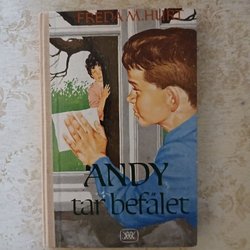 FREDA M. HURT
ANDY
tar befälet